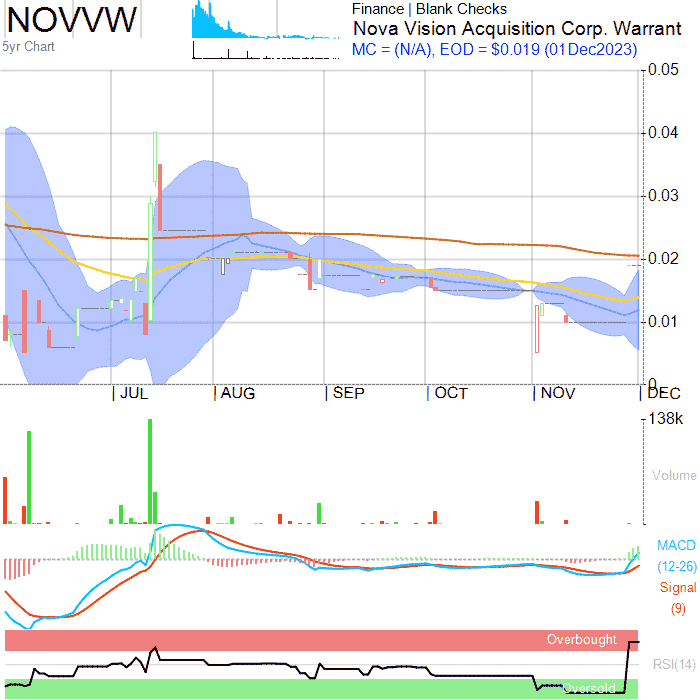 NOVVW
5yr Chart
Finance | Blank Checks
Nova Vision Acquisition Corp. Warrant
MC = (N/A), EOD = $0.019 (01Dec2023)
0.05
0.04
0.03
0.02
0.01
0
JUL AUG SEP OCT NOV DEC
138k
Volume
MACD
(12-26)
Signal
(9)
Overbought
RSI(14)
Oversold